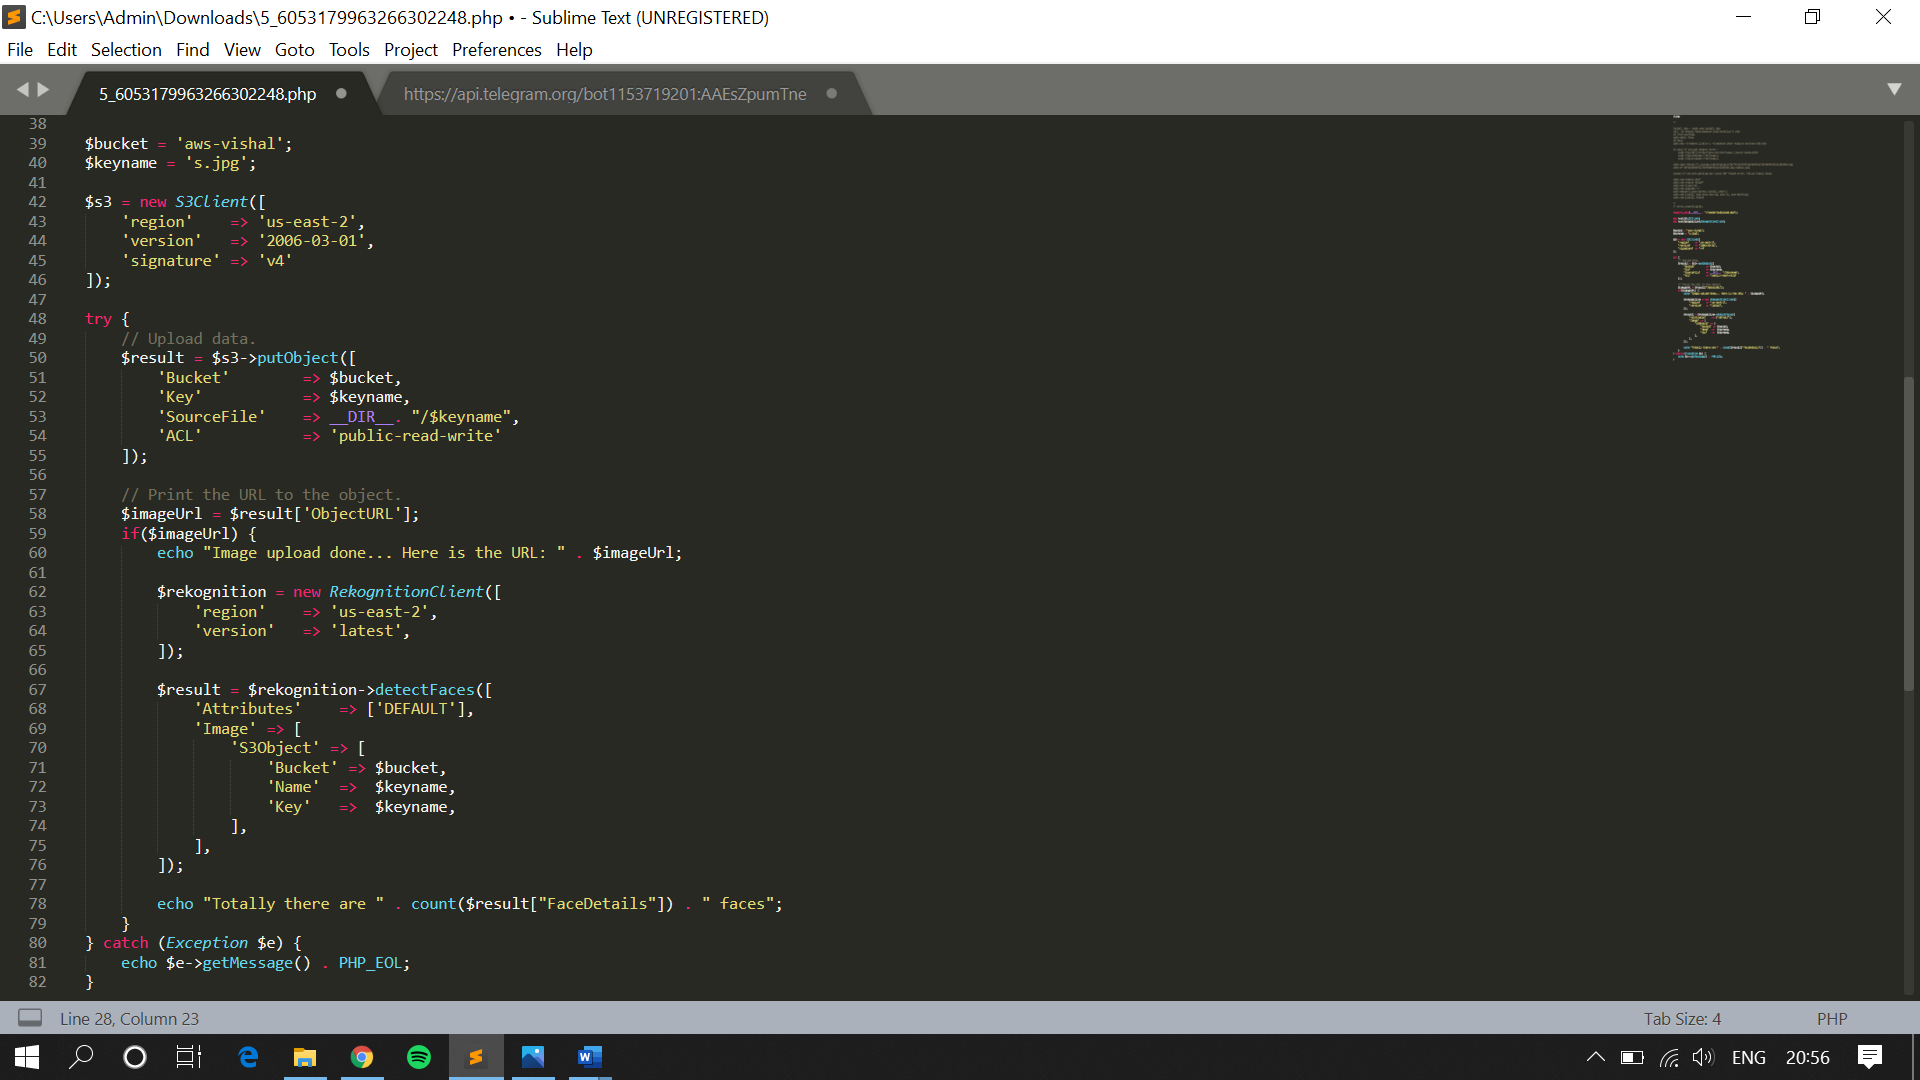 C:\Users\Admin\Downloads\5_6053179963266302248.php • - Sublime Text (UNREGISTERED)
File Edit Selection Find View Goto Tools Project Preferences Help
5_6053179963266302248.php https://api.telegram.org/bot1153719201:AAEsZpumTne
38
39 $bucket = 'aws-vishal';
40 $keyname = 's.jpg';
41
42 $s3 = new S3Client([
43     'region'    => 'us-east-2',
44     'version'   => '2006-03-01',
45     'signature' => 'v4'
46 ]);
47
48 try {
49     // Upload data.
50     $result = $s3->putObject([
51         'Bucket'        => $bucket,
52         'Key'           => $keyname,
53         'SourceFile'    => __DIR__. "/$keyname",
54         'ACL'           => 'public-read-write'
55     ]);
56
57     // Print the URL to the object.
58     $imageUrl = $result['ObjectURL'];
59     if($imageUrl) {
60         echo "Image upload done... Here is the URL: " . $imageUrl;
61
62         $rekognition = new RekognitionClient([
63             'region'    => 'us-east-2',
64             'version'   => 'latest',
65         ]);
66
67         $result = $rekognition->detectFaces([
68             'Attributes'    => ['DEFAULT'],
69             'Image' => [
70                 'S3Object' => [
71                     'Bucket' => $bucket,
72                     'Name'  =>  $keyname,
73                     'Key'   =>  $keyname,
74                 ],
75             ],
76         ]);
77
78         echo "Totally there are " . count($result["FaceDetails"]) . " faces";
79     }
80 } catch (Exception $e) {
81     echo $e->getMessage() . PHP_EOL;
82 }
Line 28, Column 23 Tab Size: 4 PHP
ENG 20:56